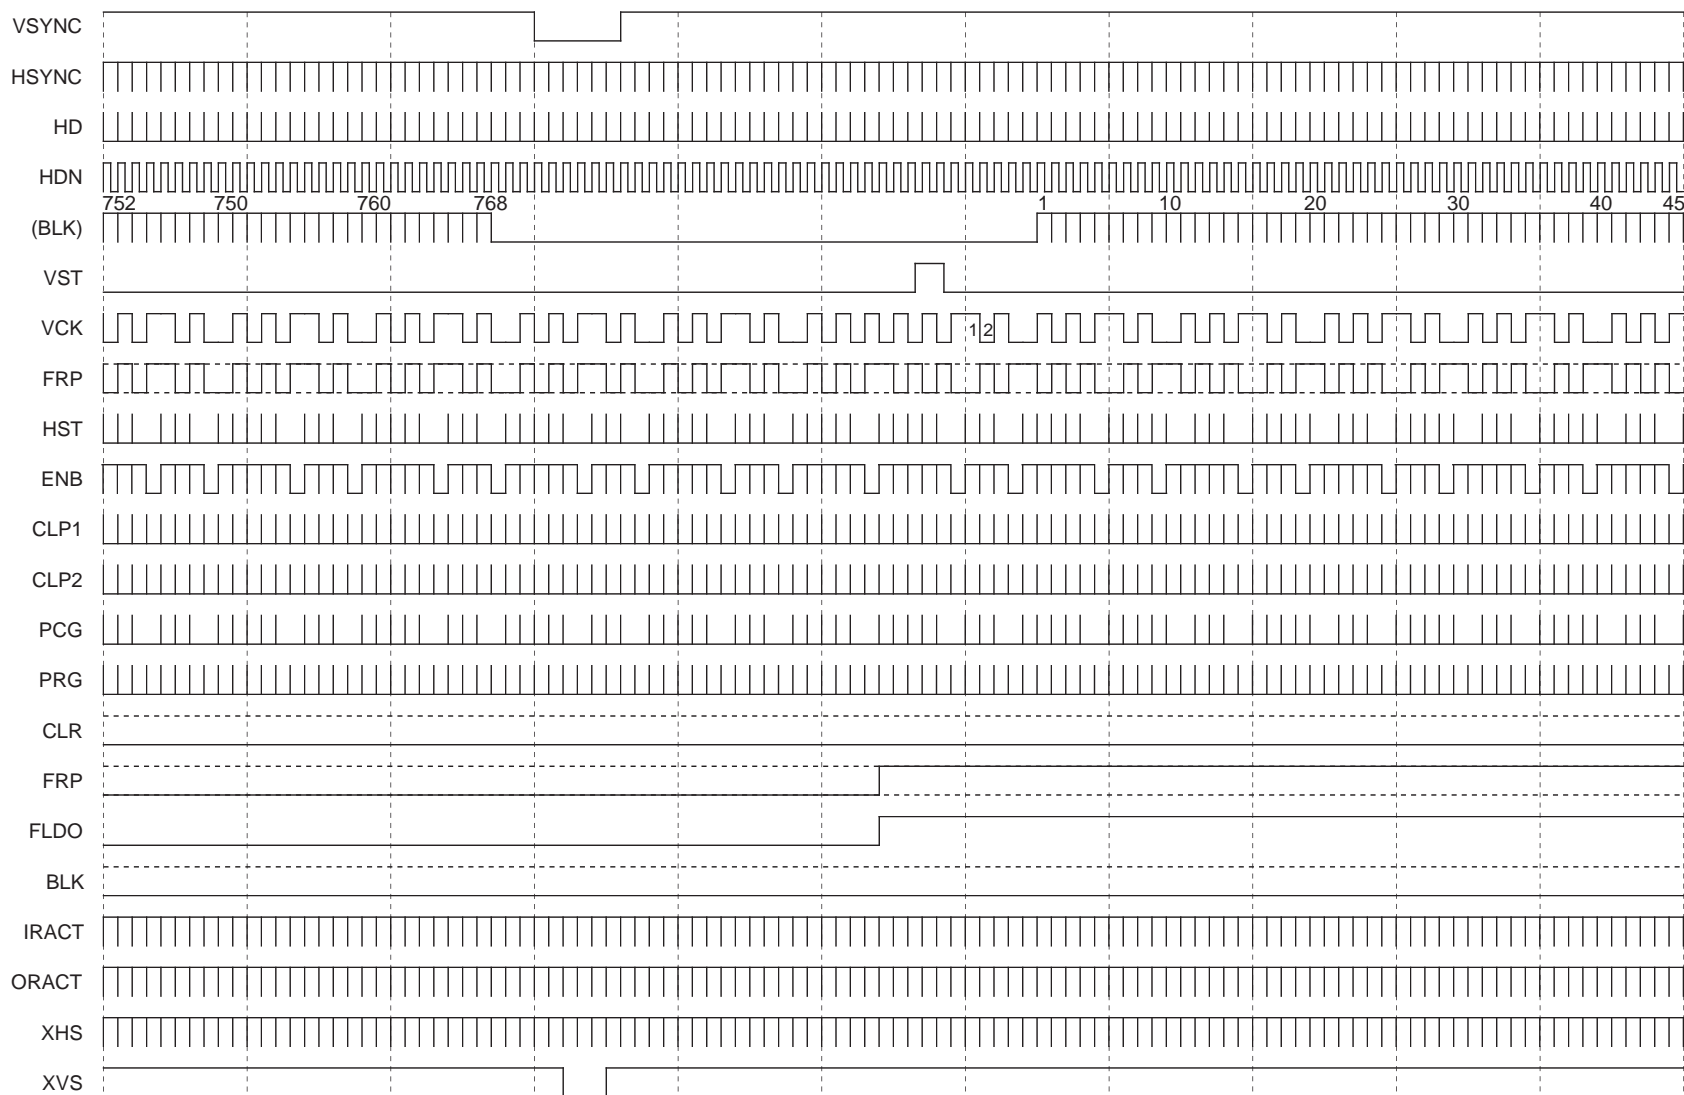 VSYNC
HSYNC
HD
HDN
752 750 760 768 1 10 20 30 40 45
(BLK)
VST
VCK
1 2
FRP
HST
ENB
CLP1
CLP2
PCG
PRG
CLR
FRP
FLDO
BLK
IRACT
ORACT
XHS
XVS